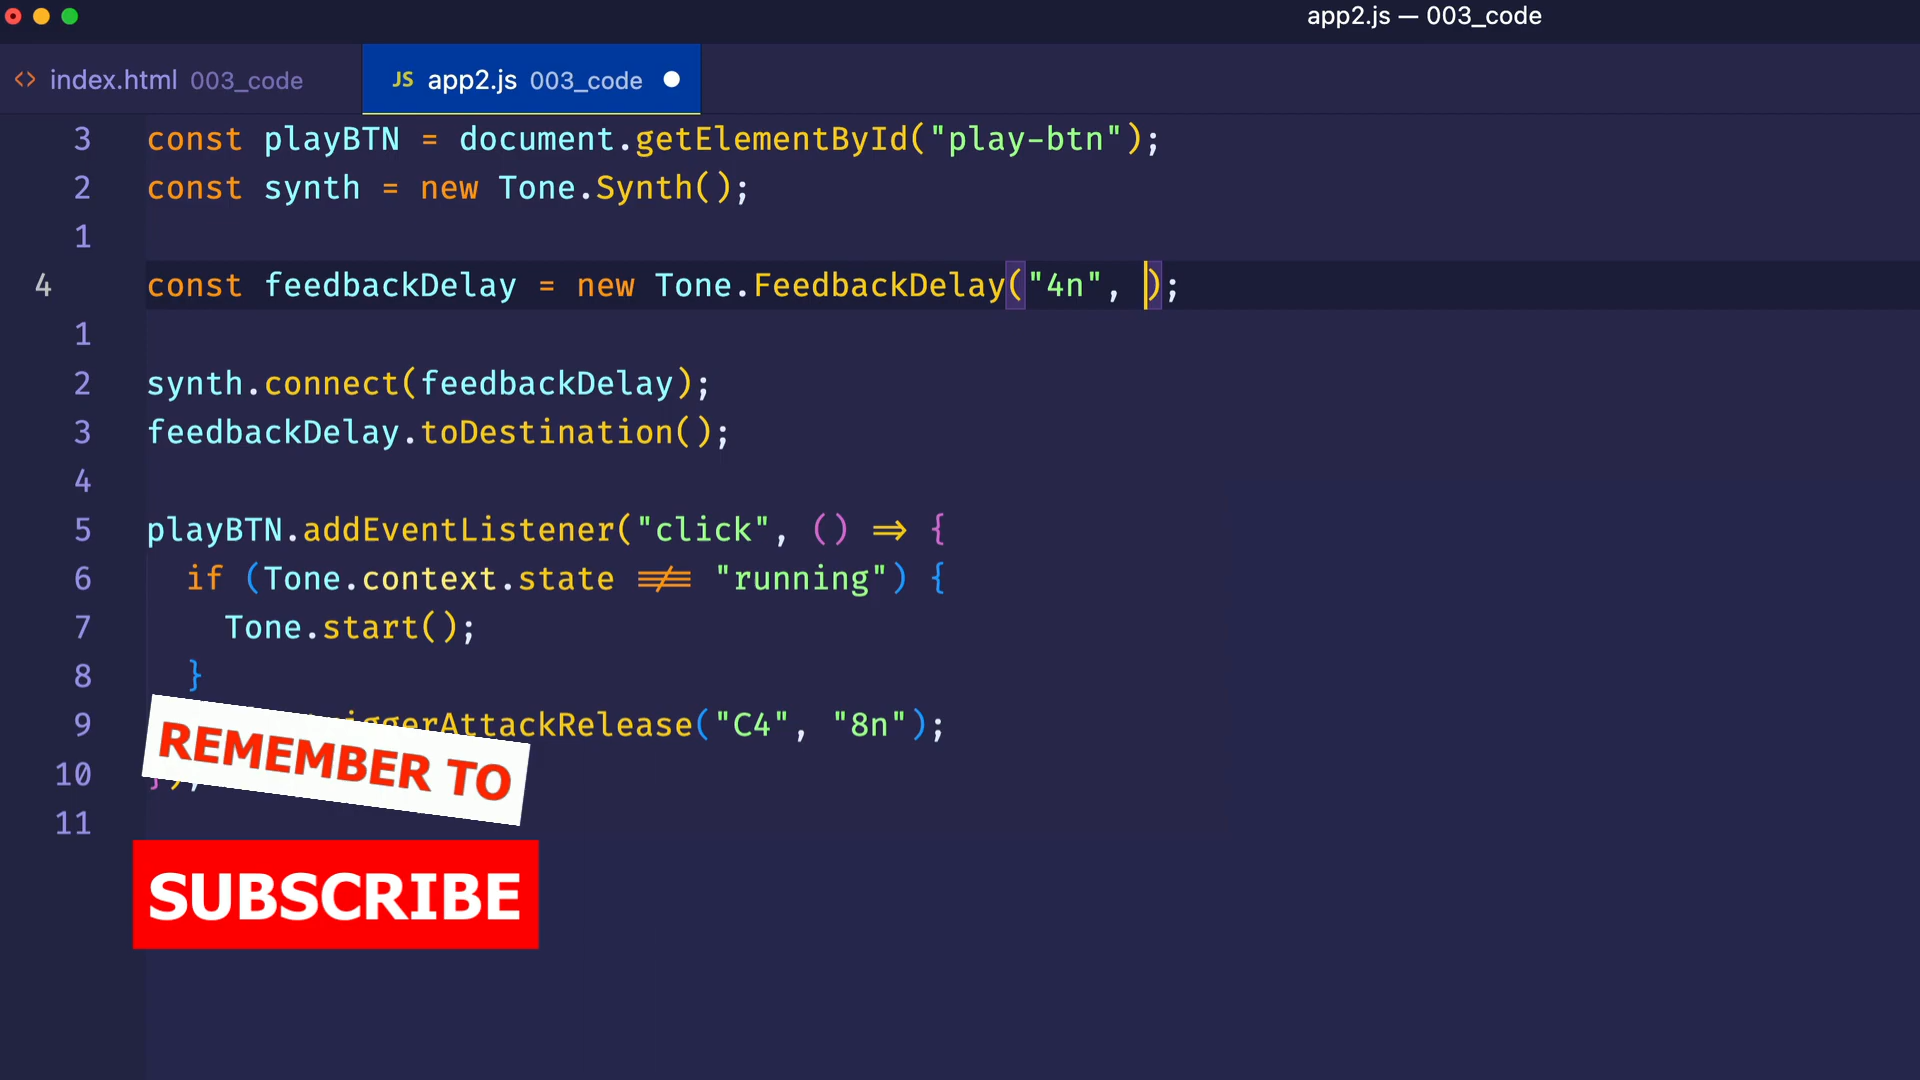 app2.js — 003_code
<> index.html 003_code JS app2.js 003_code
3 const playBTN = document.getElementById("play-btn");
2 const synth = new Tone.Synth();
1
4 const feedbackDelay = new Tone.FeedbackDelay("4n", );
1
2 synth.connect(feedbackDelay);
3 feedbackDelay.toDestination();
4
5 playBTN.addEventListener("click", () => {
6 if (Tone.context.state !== "running") {
7 Tone.start();
8 }
9 AttackRelease("C4", "8n");
10
11
REMEMBER TO
SUBSCRIBE